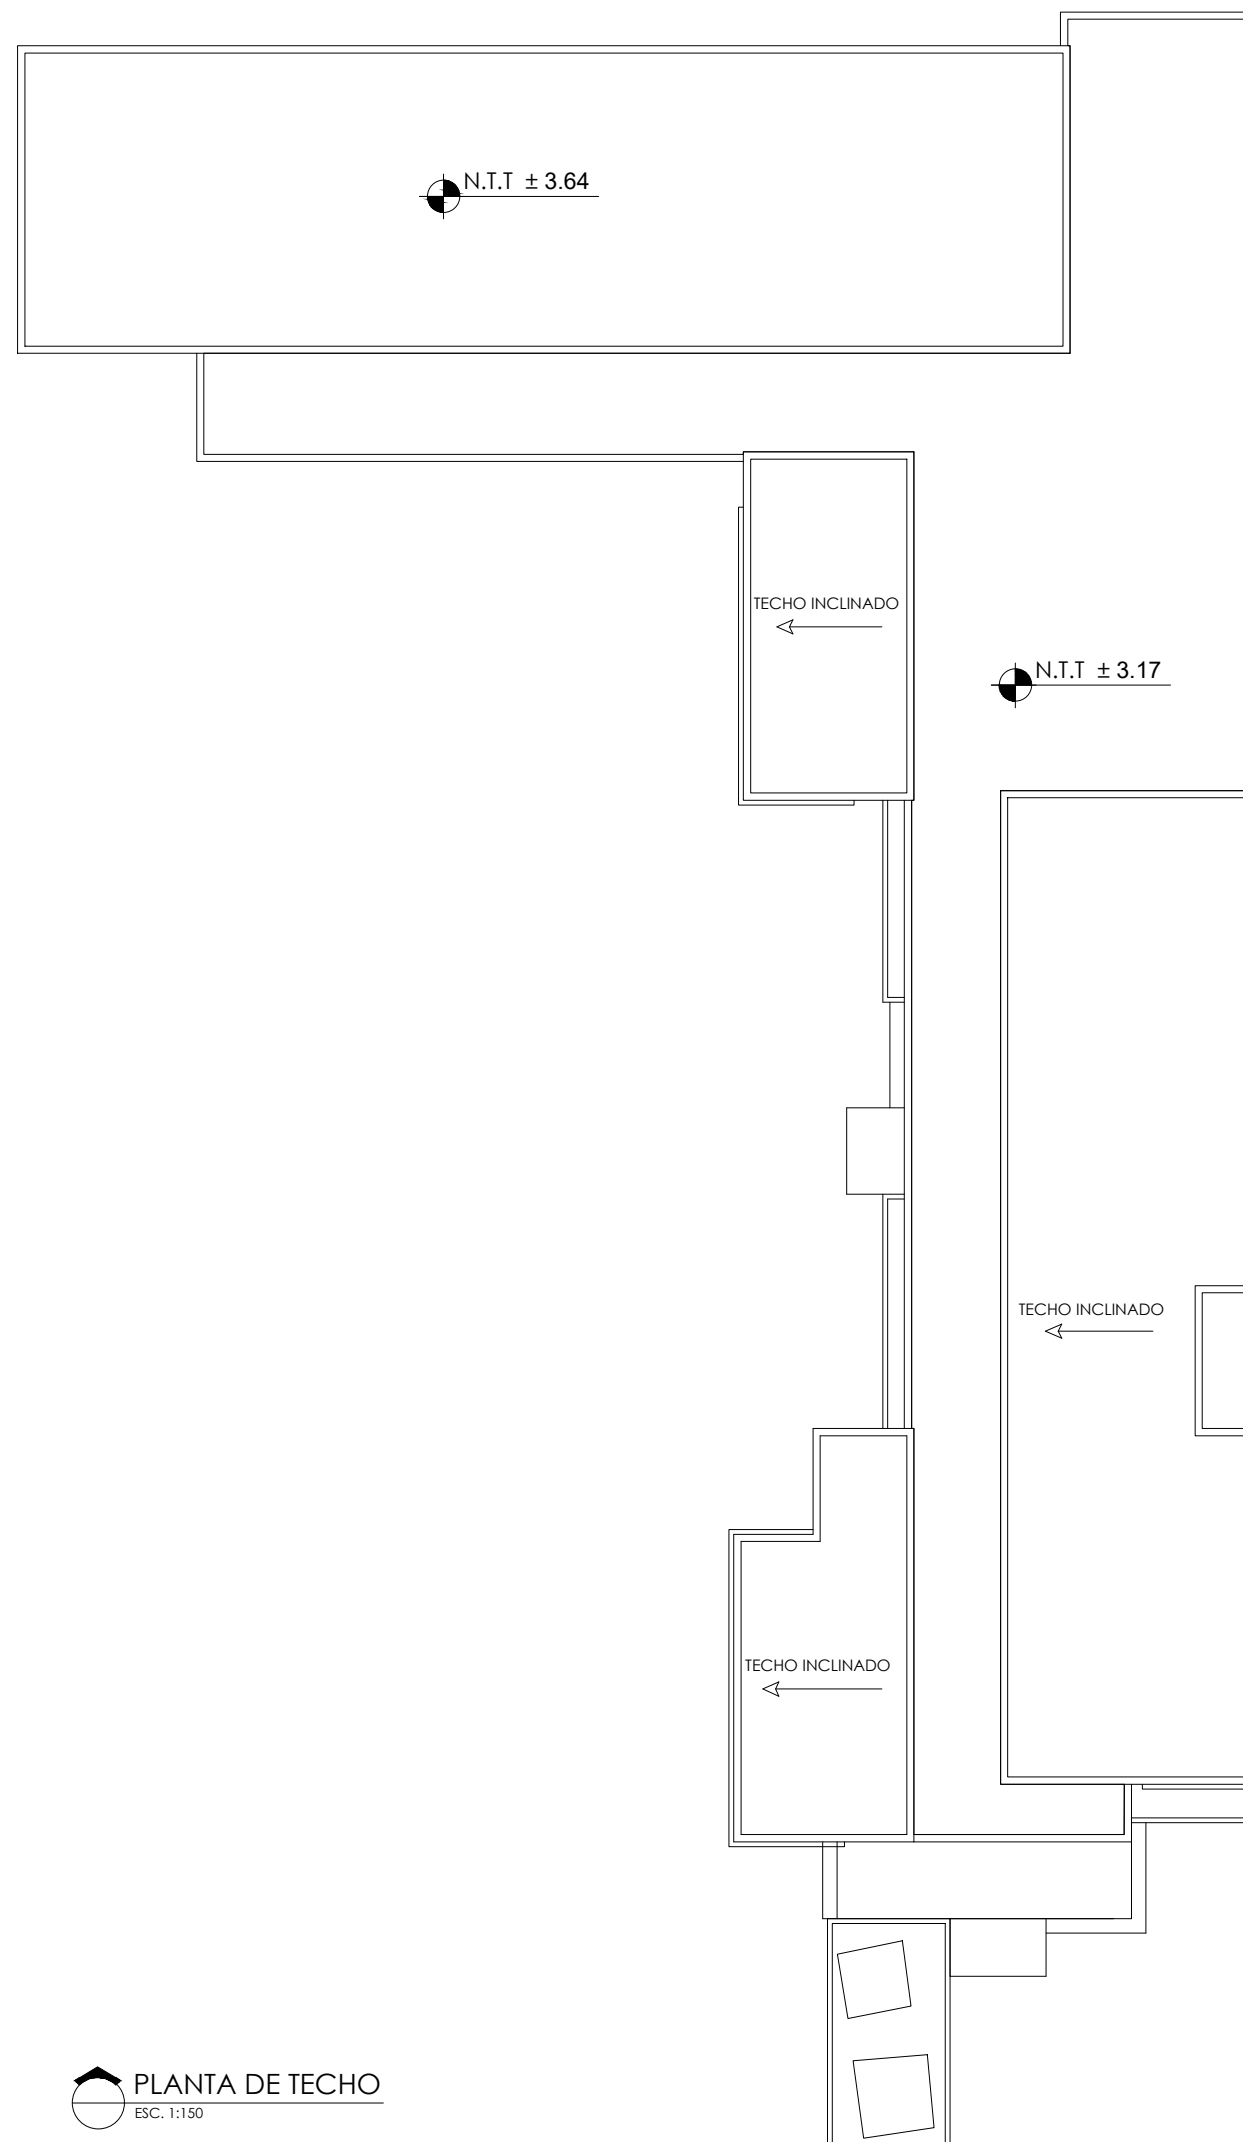 N.T.T ± 3.64
TECHO INCLINADO
N.T.T ± 3.17
TECHO INCLINADO
TECHO INCLINADO
PLANTA DE TECHO
ESC. 1:150